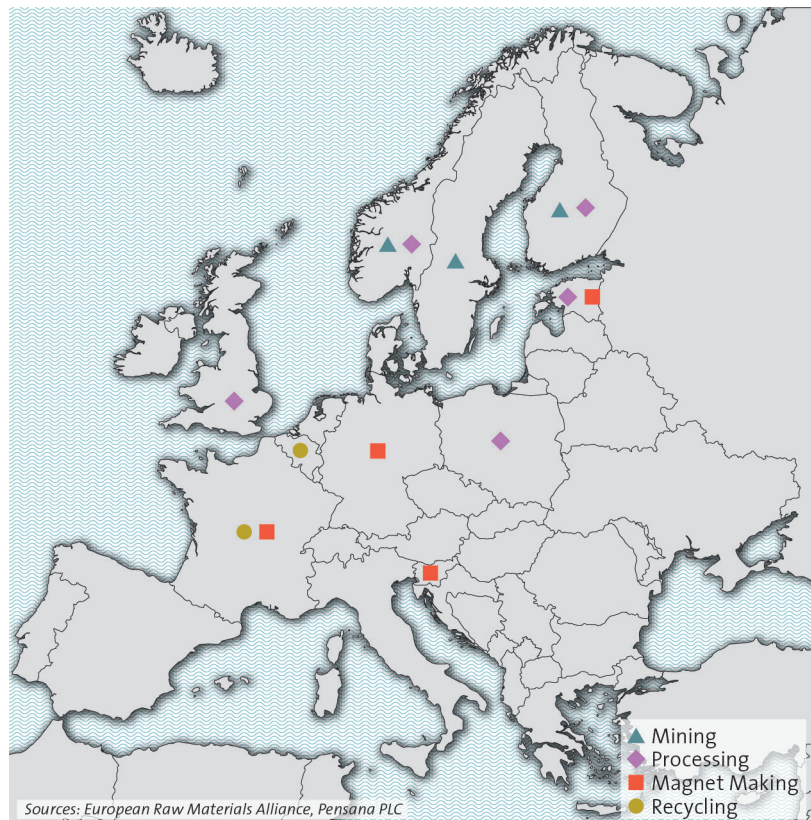 Mining
Processing
Magnet Making
Recycling
Sources: European Raw Materials Alliance, Pensana PLC